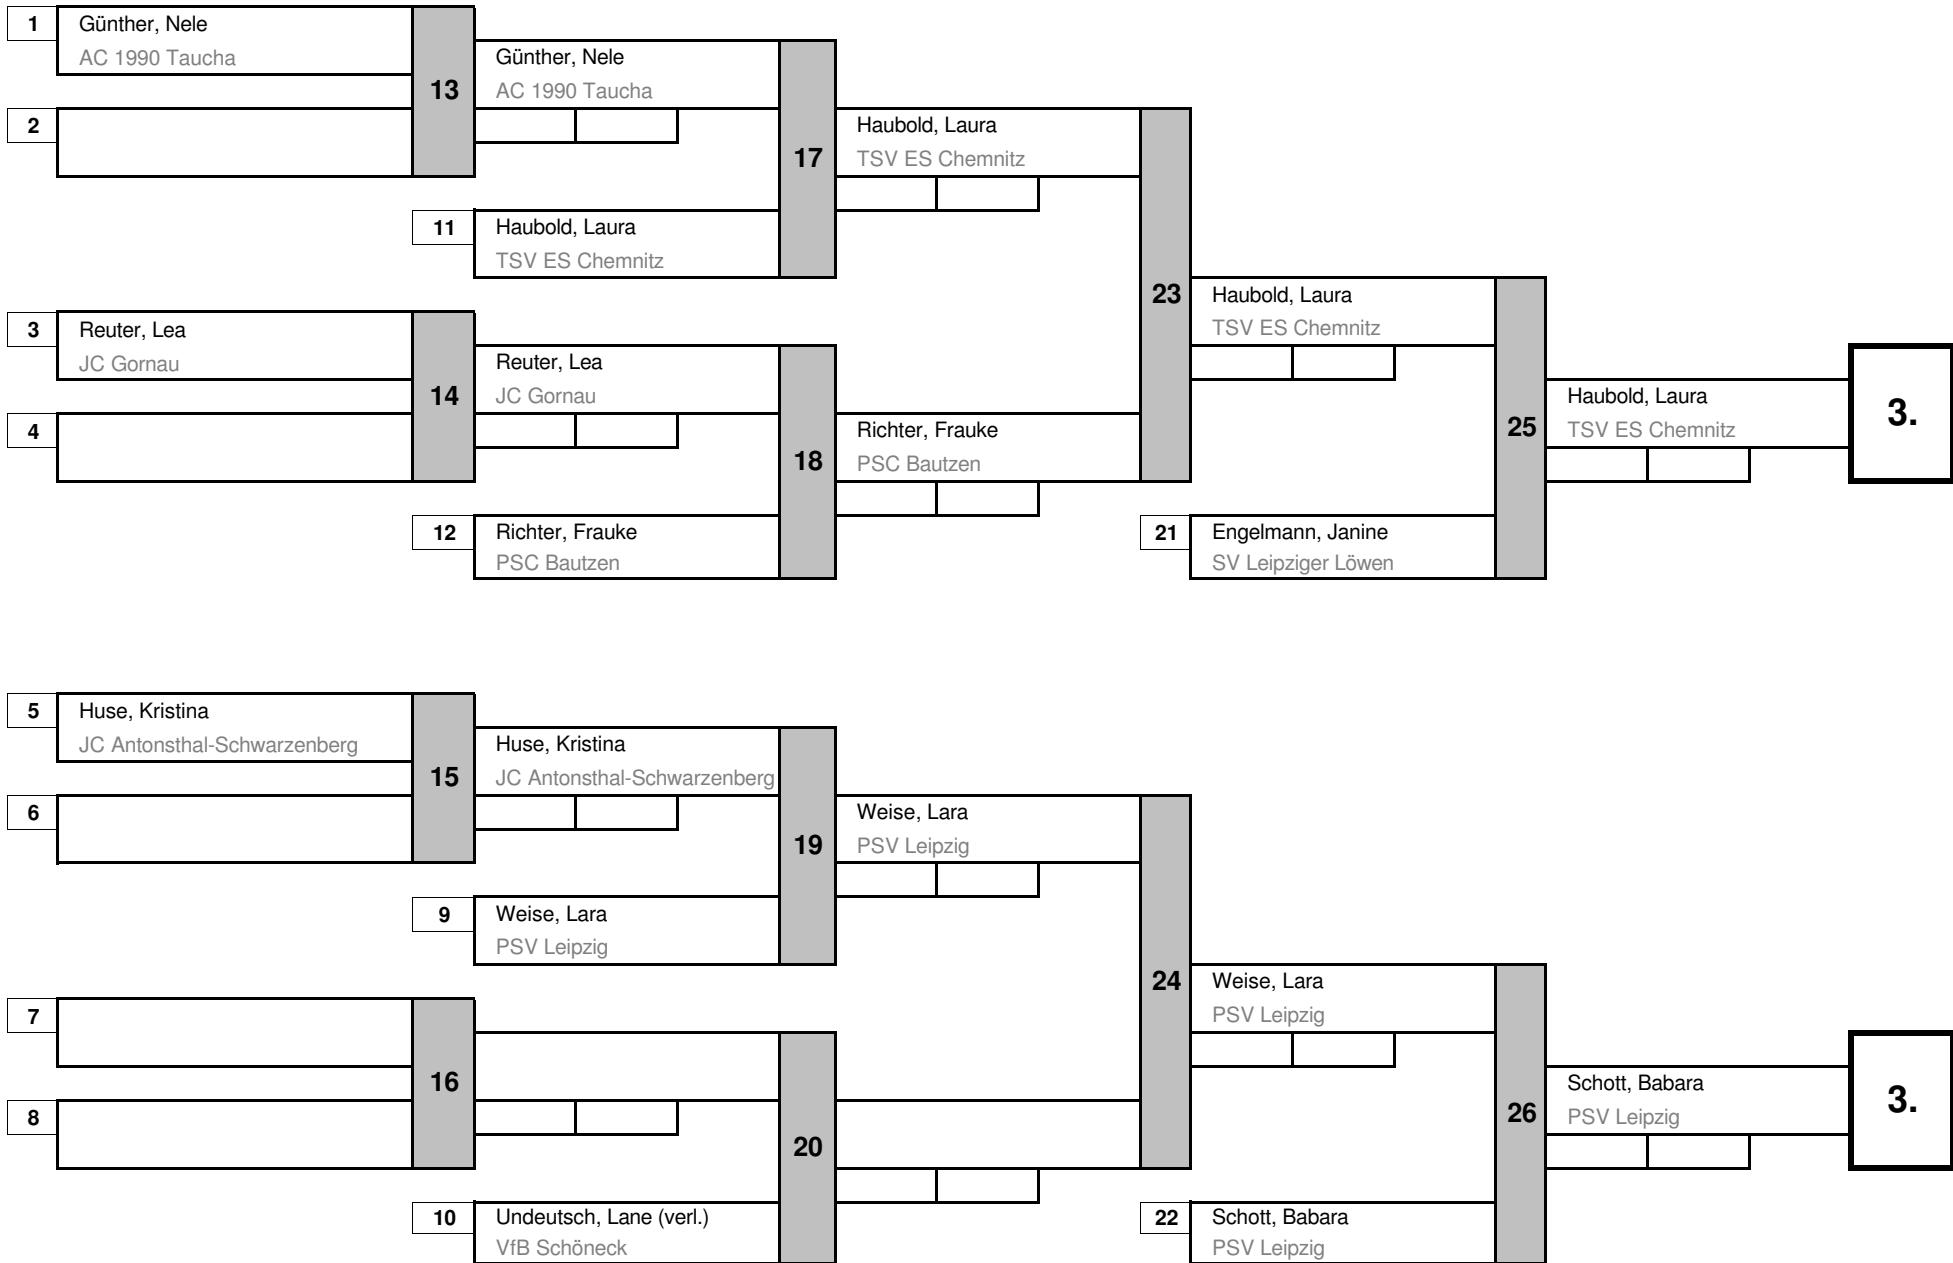 1
Günther, Nele
AC 1990 Taucha
13
Günther, Nele
AC 1990 Taucha
2
17
Haubold, Laura
TSV ES Chemnitz
11
Haubold, Laura
TSV ES Chemnitz
23
Haubold, Laura
TSV ES Chemnitz
3
Reuter, Lea
JC Gornau
14
Reuter, Lea
JC Gornau
4
18
Richter, Frauke
PSC Bautzen
12
Richter, Frauke
PSC Bautzen
25
Haubold, Laura
TSV ES Chemnitz
3.
21
Engelmann, Janine
SV Leipziger Löwen
5
Huse, Kristina
JC Antonsthal-Schwarzenberg
15
Huse, Kristina
JC Antonsthal-Schwarzenberg
6
19
Weise, Lara
PSV Leipzig
9
Weise, Lara
PSV Leipzig
24
Weise, Lara
PSV Leipzig
7
16
8
20
10
Undeutsch, Lane (verl.)
VfB Schöneck
26
Schott, Babara
PSV Leipzig
3.
22
Schott, Babara
PSV Leipzig